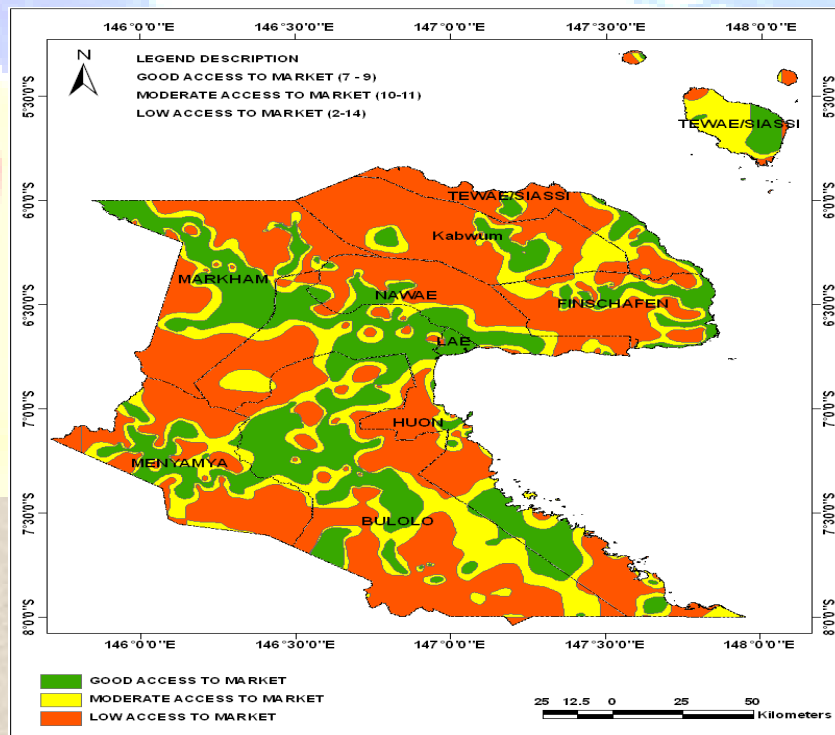 146°0'0"E 146°30'0"E 147°0'0"E 147°30'0"E 148°0'0"E
N
LEGEND DESCRIPTION
GOOD ACCESS TO MARKET (7 - 9)
MODERATE ACCESS TO MARKET (10-11)
LOW ACCESS TO MARKET (2-14)
5°30'0"S 5°30'0"S
TEWAE/SIASSI
TEWAE/SIASSI
6°0'0"S 6°0'0"S
Kabwum
MARKHAM
NAWAE
FINSCHAFEN
6°30'0"S 6°30'0"S
LAE
7°0'0"S 7°0'0"S
HUON
MENYAMYA
BULOLO
7°30'0"S 7°30'0"S
8°0'0"S 8°0'0"S
146°0'0"E 146°30'0"E 147°0'0"E 147°30'0"E 148°0'0"E
GOOD ACCESS TO MARKET
MODERATE ACCESS TO MARKET
LOW ACCESS TO MARKET
25 12.5 0 25 50
Kilometers